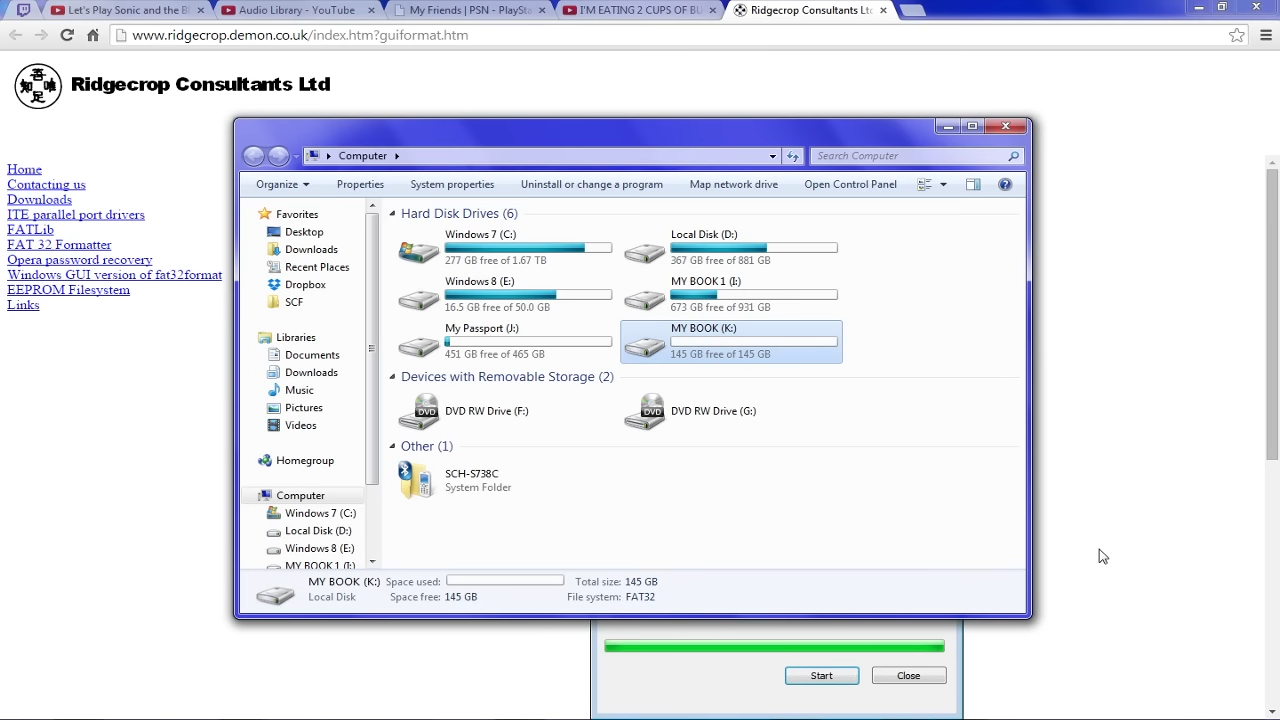 Let's Play Sonic and the B
Audio Library - YouTube
My Friends | PSN - PlaySta
I'M EATING 2 CUPS OF BU
Ridgecrop Consultants Ltd
www.ridgecrop.demon.co.uk/index.htm?guiformat.htm
吾
知 唯
足
Ridgecrop Consultants Ltd
Home
Contacting us
Downloads
ITE parallel port drivers
FATLib
FAT 32 Formatter
Opera password recovery
Windows GUI version of fat32format
EEPROM Filesystem
Links
Computer
Search Computer
Organize
Properties
System properties
Uninstall or change a program
Map network drive
Open Control Panel
Favorites
Desktop
Downloads
Recent Places
Dropbox
SCF
Libraries
Documents
Downloads
Music
Pictures
Videos
Homegroup
Computer
Windows 7 (C:)
Local Disk (D:)
Windows 8 (E:)
MY BOOK 1 (I:)
Hard Disk Drives (6)
Windows 7 (C:)
277 GB free of 1.67 TB
Local Disk (D:)
367 GB free of 881 GB
Windows 8 (E:)
16.5 GB free of 50.0 GB
MY BOOK 1 (I:)
673 GB free of 931 GB
My Passport (J:)
451 GB free of 465 GB
MY BOOK (K:)
145 GB free of 145 GB
Devices with Removable Storage (2)
DVD
DVD RW Drive (F:)
DVD
DVD RW Drive (G:)
Other (1)
SCH-S738C
System Folder
MY BOOK (K:) Space used: Total size: 145 GB
Local Disk Space free: 145 GB File system: FAT32
Start
Close